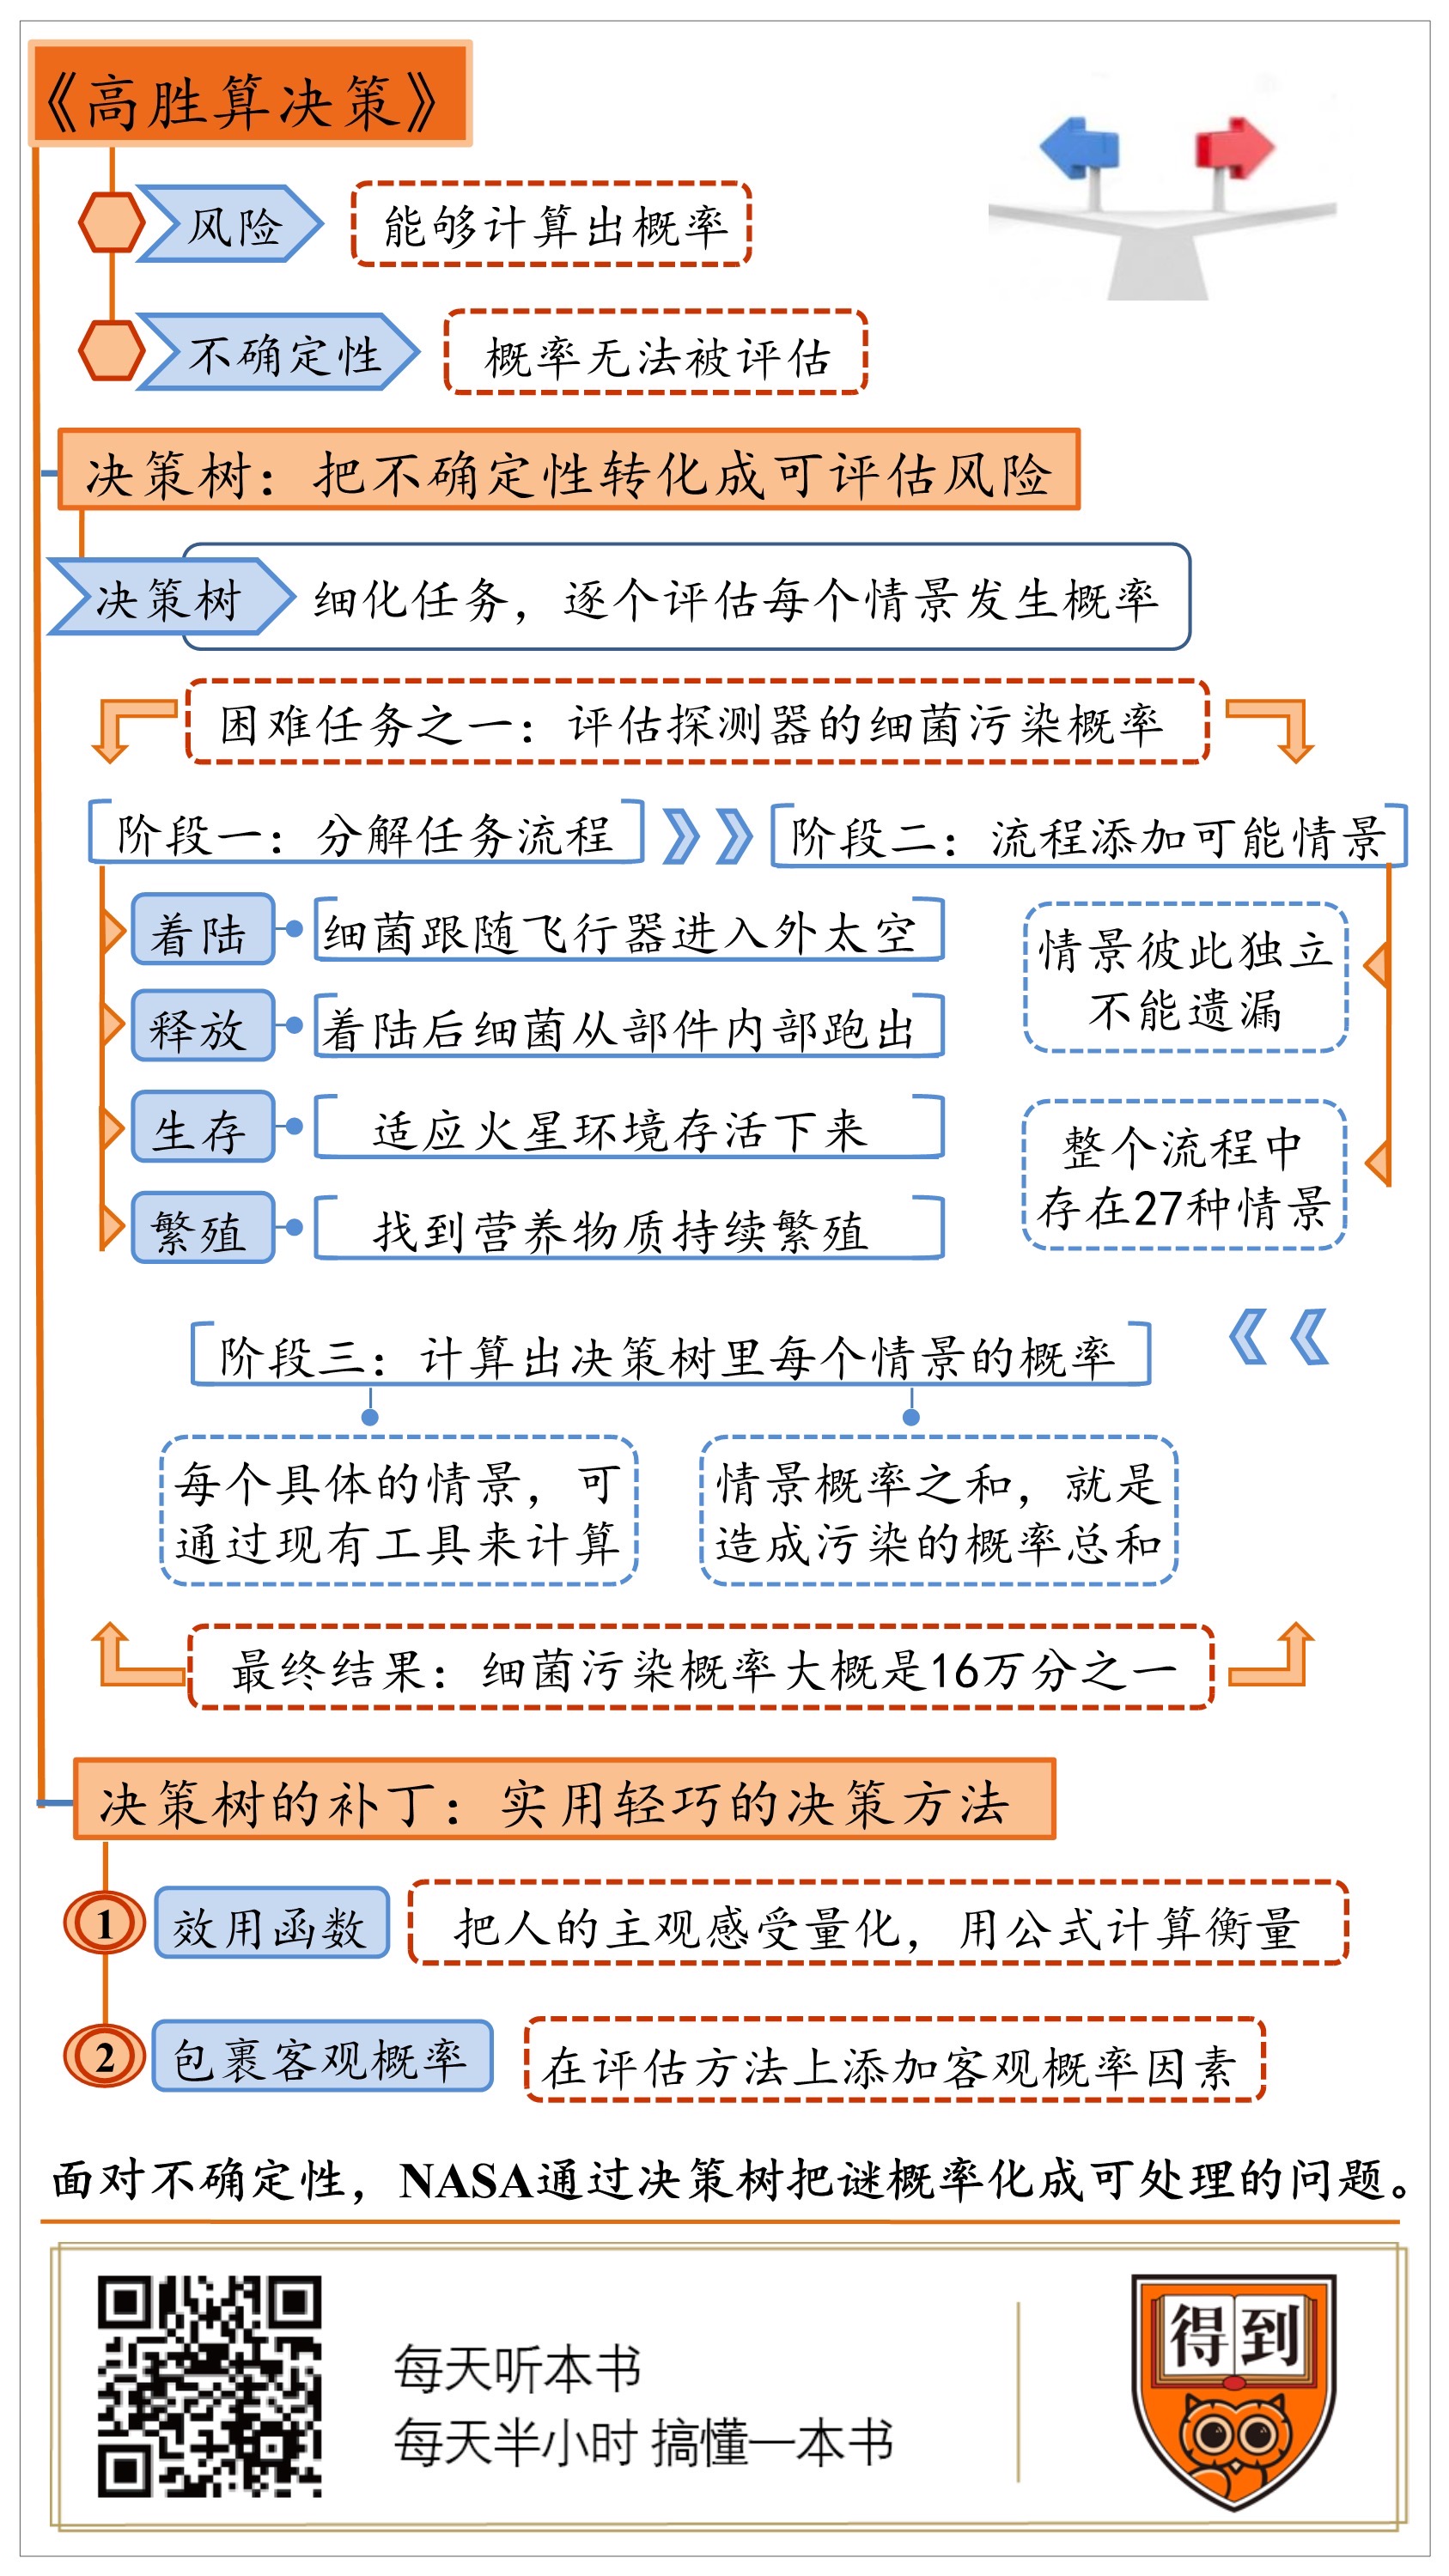 《高胜算决策》
风险
能够计算出概率
不确定性
概率无法被评估
决策树：把不确定性转化成可评估风险
决策树
细化任务，逐个评估每个情景发生概率
困难任务之一：评估探测器的细菌污染概率
阶段一：分解任务流程
阶段二：流程添加可能情景
着陆
细菌跟随飞行器进入外太空
释放
着陆后细菌从部件内部跑出
生存
适应火星环境存活下来
繁殖
找到营养物质持续繁殖
情景彼此独立
不能遗漏
整个流程中
存在27种情景
阶段三：计算出决策树里每个情景的概率
每个具体的情景，可
通过现有工具来计算
情景概率之和，就是
造成污染的概率总和
最终结果：细菌污染概率大概是16万分之一
决策树的补丁：实用轻巧的决策方法
1
效用函数
把人的主观感受量化，用公式计算衡量
2
包裹客观概率
在评估方法上添加客观概率因素
面对不确定性，NASA通过决策树把谜概率化成可处理的问题。
每天听本书
每天半小时 搞懂一本书
得到